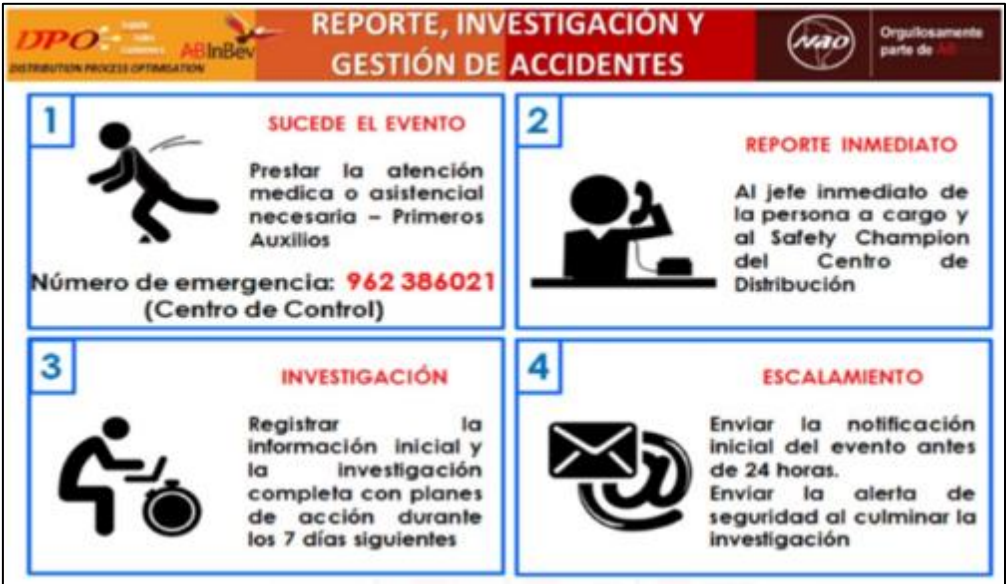 DPO
DISTRIBUTION PROCESS OPTIMISATION
ABInBev
REPORTE, INVESTIGACIÓN Y
GESTIÓN DE ACCIDENTES
Orgullosamente
parte de AB
1
SUCEDE EL EVENTO
Prestar la atención
medica o asistencial
necesaria – Primeros
Auxilios
Número de emergencia: 962 386021
(Centro de Control)
2
REPORTE INMEDIATO
Al jefe inmediato de
la persona a cargo y
al Safety Champion
del Centro de
Distribución
3
INVESTIGACIÓN
Registrar la
información inicial y
la investigación
completa con planes
de acción durante
los 7 días siguientes
4
ESCALAMIENTO
Enviar la notificación
inicial del evento antes
de 24 horas.
Enviar la alerta de
seguridad al culminar la
investigación